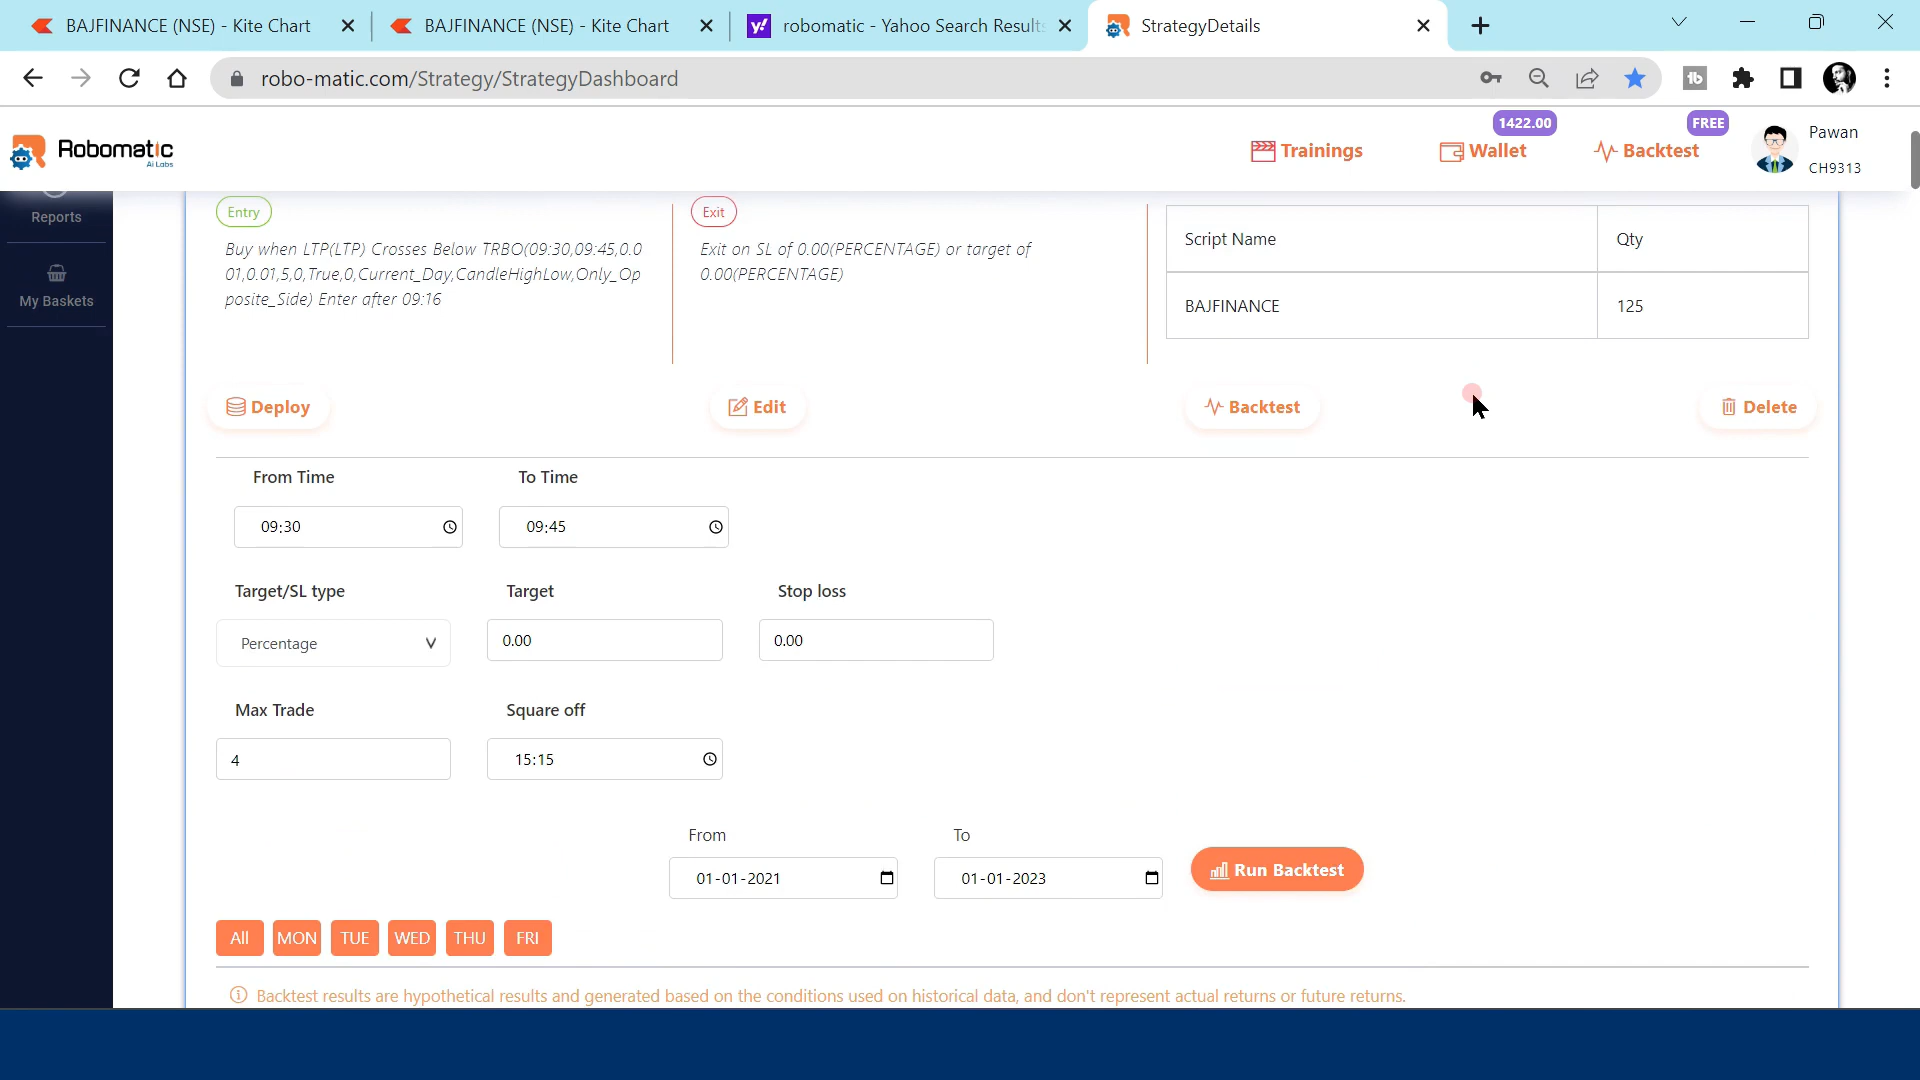 BAJFINANCE (NSE) - Kite Chart
BAJFINANCE (NSE) - Kite Chart
y!
robomatic - Yahoo Search Results
StrategyDetails
robo-matic.com/Strategy/StrategyDashboard
tb
Robomatic
Ai Labs
Trainings
1422.00
Wallet
FREE
Backtest
Pawan
CH9313
Reports
My Baskets
Entry
Buy when LTP(LTP) Crosses Below TRBO(09:30,09:45,0.0
01,0.01,5,0,True,0,Current_Day,CandleHighLow,Only_Op
posite_Side) Enter after 09:16
Exit
Exit on SL of 0.00(PERCENTAGE) or target of
0.00(PERCENTAGE)
Script Name Qty
BAJFINANCE 125
Deploy
Edit
Backtest
Delete
From Time To Time
09:30 09:45
Target/SL type Target Stop loss
Percentage 0.00 0.00
Max Trade Square off
4 15:15
From To
01-01-2021 01-01-2023
Run Backtest
All MON TUE WED THU FRI
Backtest results are hypothetical results and generated based on the conditions used on historical data, and don't represent actual returns or future returns.